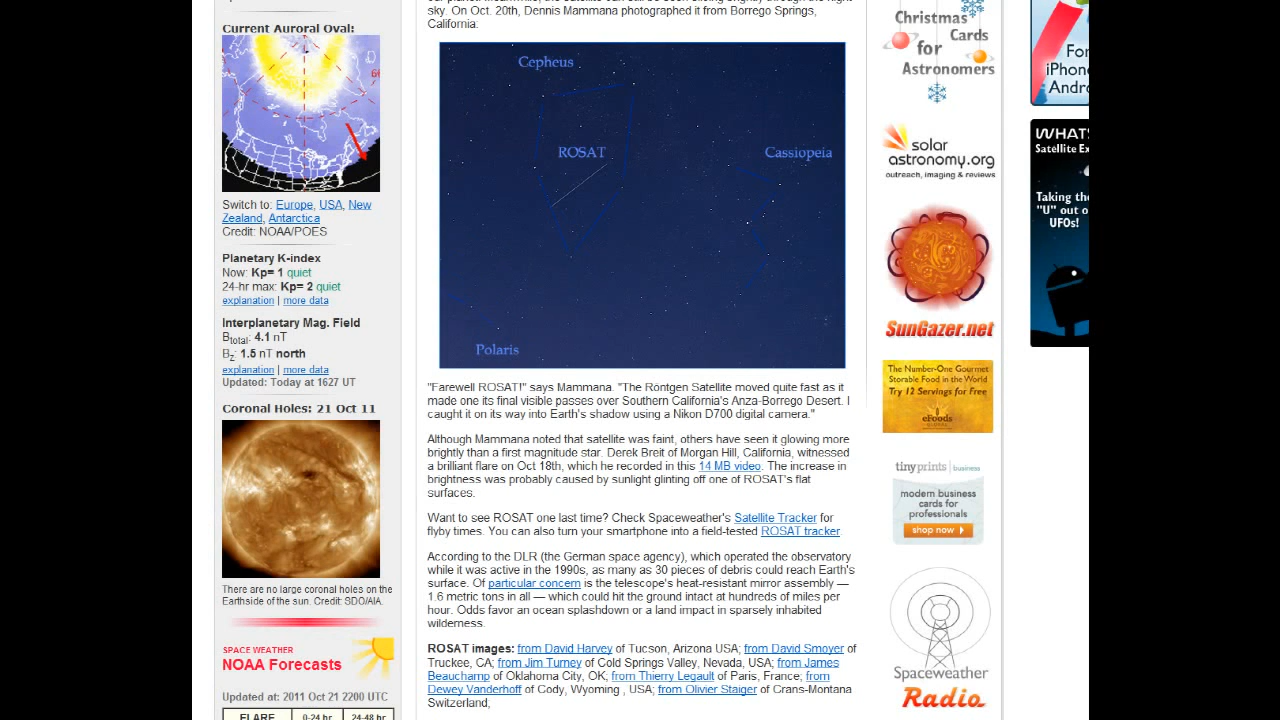 Current Auroral Oval:
Switch to: Europe, USA, New
Zealand, Antarctica
Credit: NOAA/POES
Planetary K-index
Now: Kp= 1 quiet
24-hr max: Kp= 2 quiet
explanation | more data
Interplanetary Mag. Field
Btotal: 4.1 nT
Bz: 1.5 nT north
explanation | more data
Updated: Today at 1627 UT
Coronal Holes: 21 Oct 11
There are no large coronal holes on the
Earthside of the sun. Credit: SDO/AIA.
SPACE WEATHER
NOAA Forecasts
Updated at: 2011 Oct 21 2200 UTC
FLARE 0-24 hr 24-48 hr
sky. On Oct. 20th, Dennis Mammana photographed it from Borrego Springs,
California:
Cepheus
ROSAT
Cassiopeia
Polaris
"Farewell ROSAT!" says Mammana. "The Röntgen Satellite moved quite fast as it
made one its final visible passes over Southern California's Anza-Borrego Desert. I
caught it on its way into Earth's shadow using a Nikon D700 digital camera."
Although Mammana noted that satellite was faint, others have seen it glowing more
brightly than a first magnitude star. Derek Breit of Morgan Hill, California, witnessed
a brilliant flare on Oct 18th, which he recorded in this 14 MB video. The increase in
brightness was probably caused by sunlight glinting off one of ROSAT's flat
surfaces.
Want to see ROSAT one last time? Check Spaceweather's Satellite Tracker for
flyby times. You can also turn your smartphone into a field-tested ROSAT tracker.
According to the DLR (the German space agency), which operated the observatory
while it was active in the 1990s, as many as 30 pieces of debris could reach Earth's
surface. Of particular concern is the telescope's heat-resistant mirror assembly —
1.6 metric tons in all — which could hit the ground intact at hundreds of miles per
hour. Odds favor an ocean splashdown or a land impact in sparsely inhabited
wilderness.
ROSAT images: from David Harvey of Tucson, Arizona USA; from David Smoyer of
Truckee, CA; from Jim Turney of Cold Springs Valley, Nevada, USA; from James
Beauchamp of Oklahoma City, OK; from Thierry Legault of Paris, France; from
Dewey Vanderhoff of Cody, Wyoming , USA; from Olivier Staiger of Crans-Montana
Switzerland,
Christmas
Cards
for
Astronomers
solar
astronomy.org
outreach, imaging & reviews
SunGazer.net
The Number-One Gourmet
Storable Food in the World
Try 12 Servings for Free
eFoods
tinyprints | business
modern business
cards for
professionals
shop now
Spaceweather
Radio
For
iPhone
Andr
WHATS
Satellite Ex
Taking the
"U" out o
UFOs!